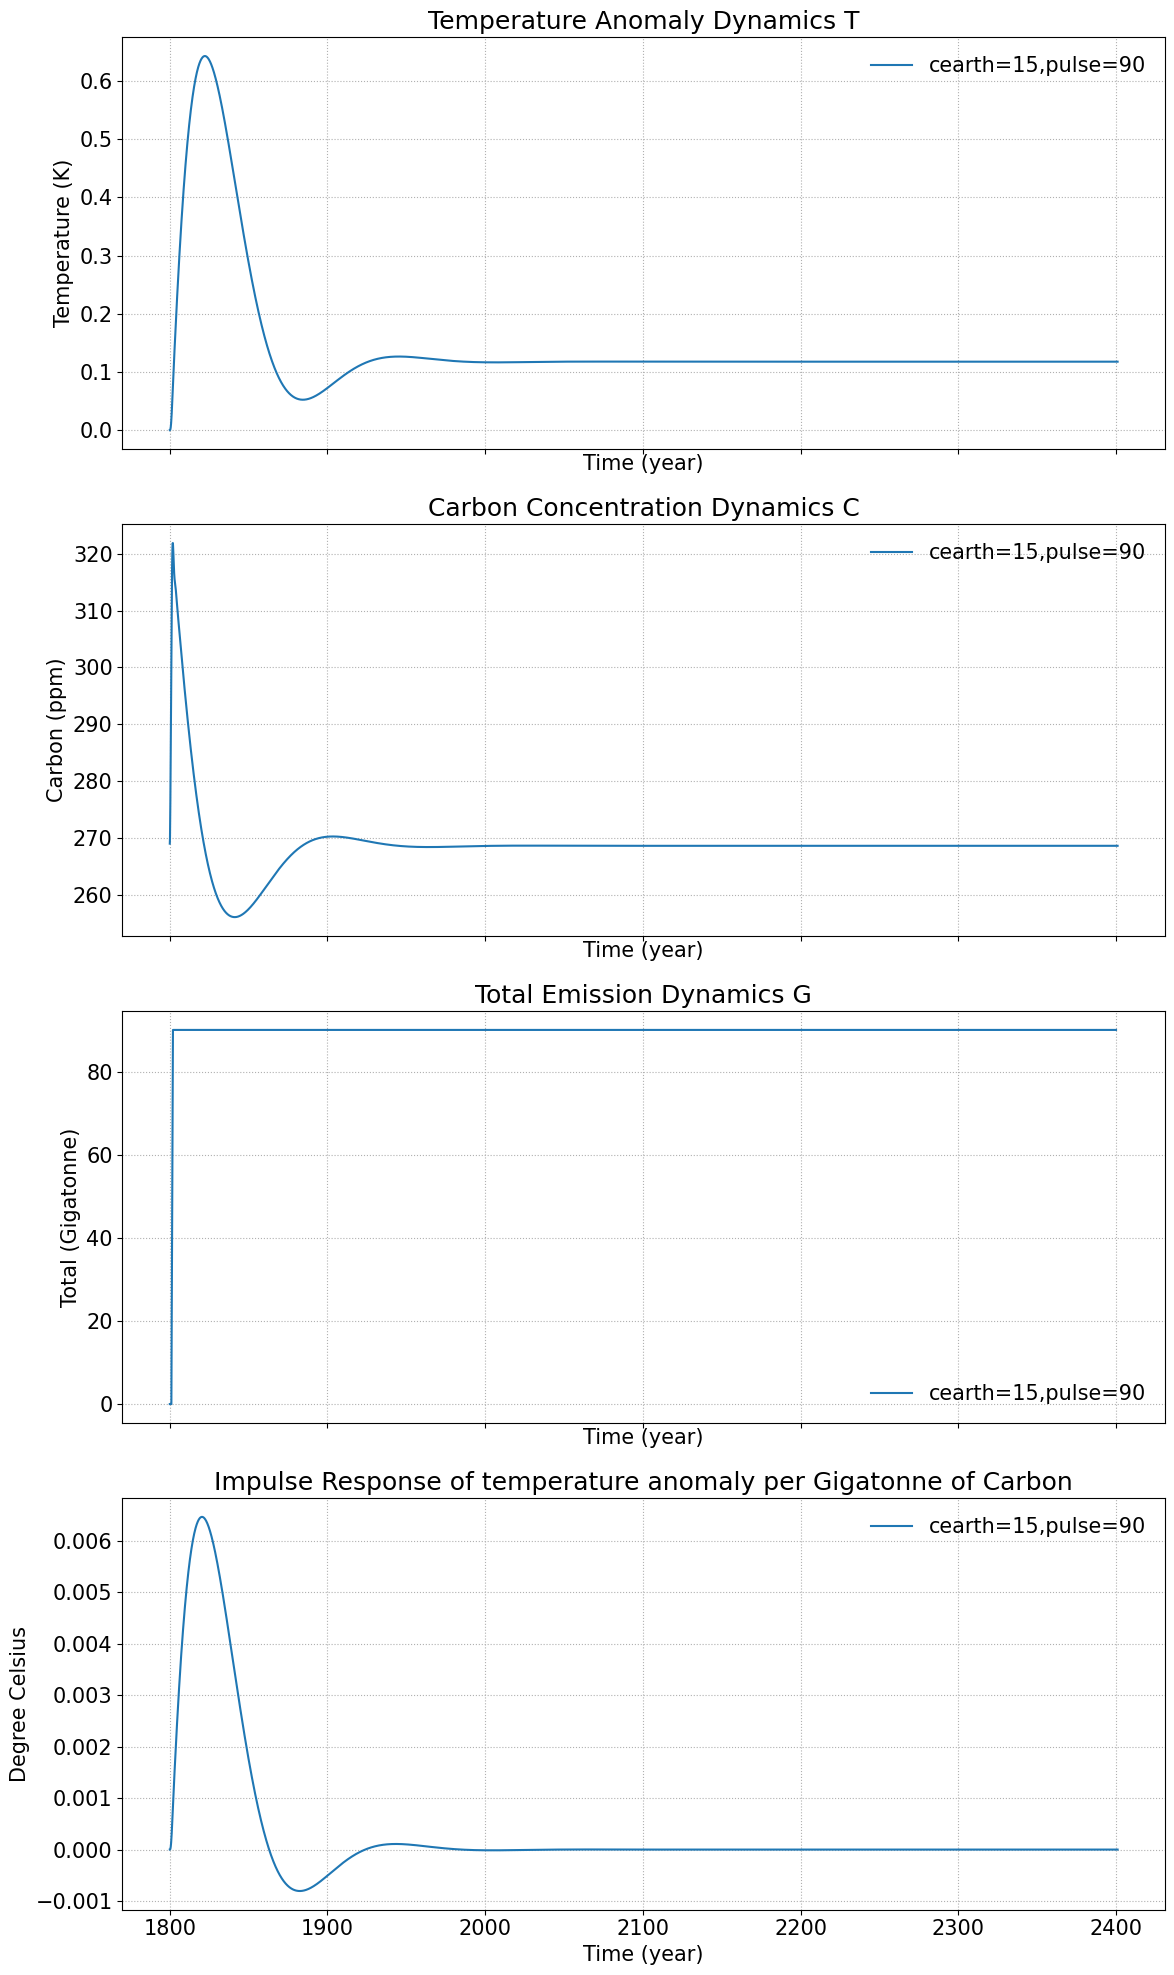 Temperature Anomaly Dynamics T
cearth=15,pulse=90
Temperature (K)
0.6
0.5
0.4
0.3
0.2
0.1
0.0
Time (year)
Carbon Concentration Dynamics C
cearth=15,pulse=90
Carbon (ppm)
320
310
300
290
280
270
260
Time (year)
Total Emission Dynamics G
Total (Gigatonne)
80
60
40
20
0
cearth=15,pulse=90
Time (year)
Impulse Response of temperature anomaly per Gigatonne of Carbon
cearth=15,pulse=90
Degree Celsius
0.006
0.005
0.004
0.003
0.002
0.001
0.000
−0.001
1800 1900 2000 2100 2200 2300 2400
Time (year)